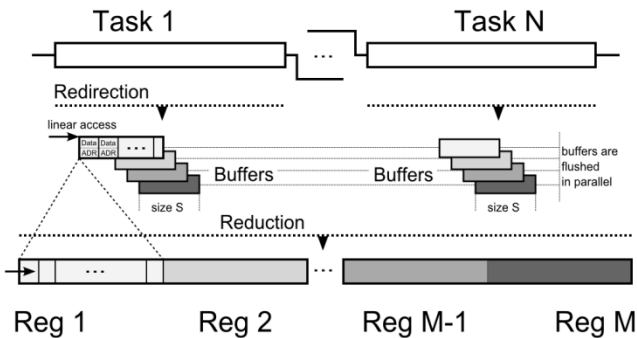 Task 1
Task N
...
Redirection
linear access
Data Data
ADR ADR
...
Buffers
Buffers
buffers are
flushed
in parallel
size S
size S
Reduction
...
...
Reg 1
Reg 2
Reg M-1
Reg M